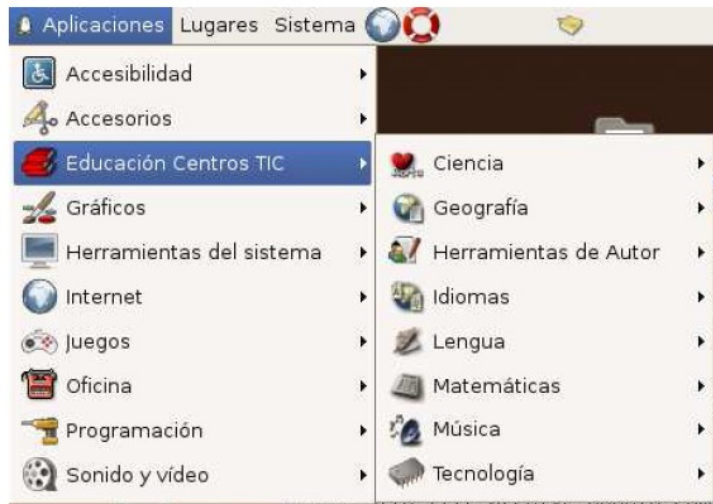 Aplicaciones Lugares Sistema
Accesibilidad
Accesorios
Educación Centros TIC
Gráficos
Herramientas del sistema
Internet
Juegos
Oficina
Programación
Sonido y vídeo
Ciencia
Geografía
Herramientas de Autor
Idiomas
Lengua
Matemáticas
Música
Tecnología